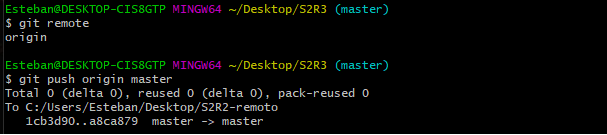 Esteban@DESKTOP-CIS8GTP MINGW64 ~/Desktop/S2R3 (master)
$ git remote
origin
Esteban@DESKTOP-CIS8GTP MINGW64 ~/Desktop/S2R3 (master)
$ git push origin master
Total 0 (delta 0), reused 0 (delta 0), pack-reused 0
To C:/Users/Esteban/Desktop/S2R2-remoto
   1cb3d90..a8ca879  master -> master